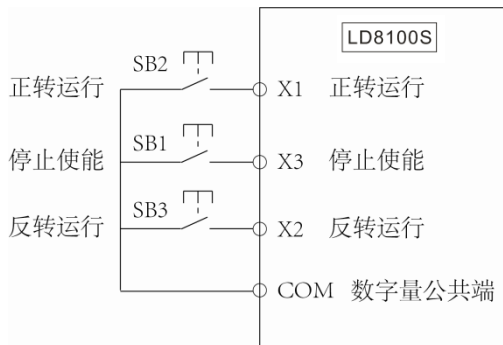 LD8100S
SB2
正转运行 X1 正转运行
SB1
停止使能 X3 停止使能
SB3
反转运行 X2 反转运行
COM 数字量公共端